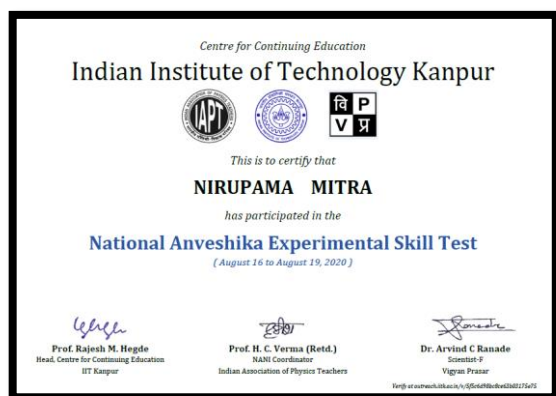 Centre for Continuing Education
Indian Institute of Technology Kanpur
IAPT
वि P
V प्र
This is to certify that
NIRUPAMA MITRA
has participated in the
National Anveshika Experimental Skill Test
( August 16 to August 19, 2020 )
Prof. Rajesh M. Hegde
Head, Centre for Continuing Education
IIT Kanpur
Prof. H. C. Verma (Retd.)
NANI Coordinator
Indian Association of Physics Teachers
Dr. Arvind C Ranade
Scientist-F
Vigyan Prasar
Verify at